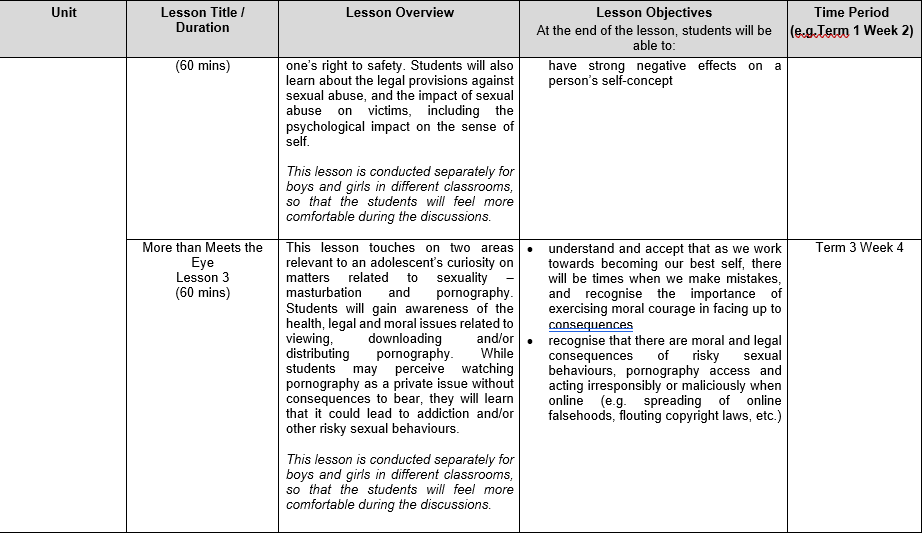 Unit
Lesson Title /
Duration
Lesson Overview
Lesson Objectives
At the end of the lesson, students will be
able to:
Time Period
(e.g.Term 1 Week 2)
(60 mins)
one's right to safety. Students will also
learn about the legal provisions against
sexual abuse, and the impact of sexual
abuse on victims, including the
psychological impact on the sense of
self.
This lesson is conducted separately for
boys and girls in different classrooms,
so that the students will feel more
comfortable during the discussions.
have strong negative effects on a
person's self-concept
More than Meets the
Eye
Lesson 3
(60 mins)
This lesson touches on two areas
relevant to an adolescent's curiosity on
matters related to sexuality –
masturbation and pornography.
Students will gain awareness of the
health, legal and moral issues related to
viewing, downloading and/or
distributing pornography. While
students may perceive watching
pornography as a private issue without
consequences to bear, they will learn
that it could lead to addiction and/or
other risky sexual behaviours.
This lesson is conducted separately for
boys and girls in different classrooms,
so that the students will feel more
comfortable during the discussions.
• understand and accept that as we work
towards becoming our best self, there
will be times when we make mistakes,
and recognise the importance of
exercising moral courage in facing up to
consequences
• recognise that there are moral and legal
consequences of risky sexual
behaviours, pornography access and
acting irresponsibly or maliciously when
online (e.g. spreading of online
falsehoods, flouting copyright laws, etc.)
Term 3 Week 4